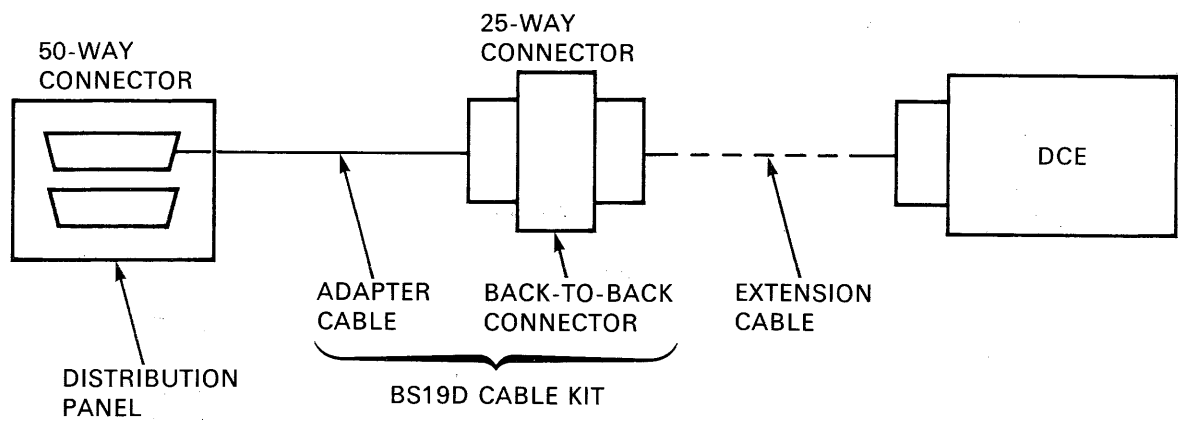 50-WAY
CONNECTOR
25-WAY
CONNECTOR
DCE
ADAPTER
CABLE
BACK-TO-BACK
CONNECTOR
EXTENSION
CABLE
DISTRIBUTION
PANEL
BS19D CABLE KIT